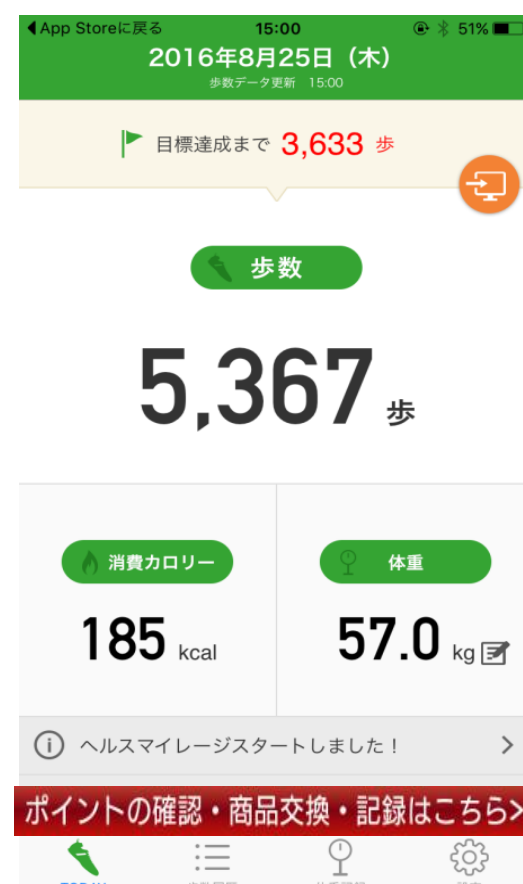 App Storeに戻る 15:00 51%
2016年8月25日（木）
歩数データ更新 15:00
目標達成まで 3,633 歩
歩数
5,367 歩
消費カロリー 体重
185 kcal 57.0 kg
ヘルスマイレージスタートしました！
ポイントの確認・商品交換・記録はこちら>